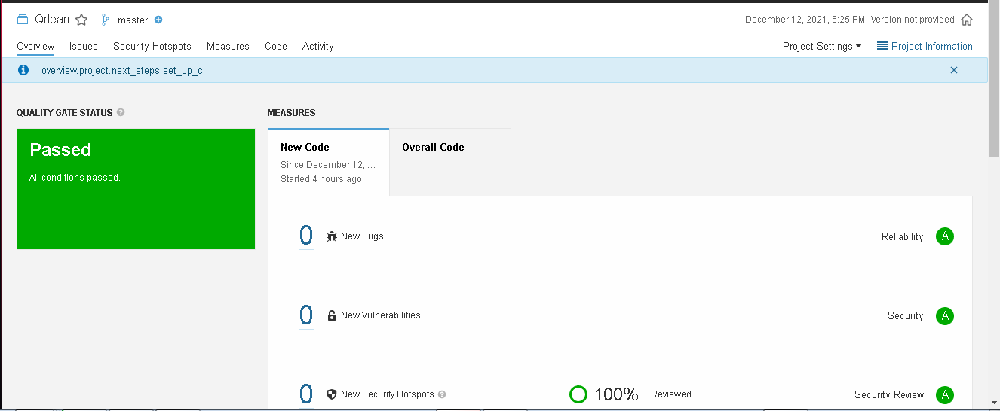 Qrlean master December 12, 2021, 5:25 PM Version not provided
Overview Issues Security Hotspots Measures Code Activity Project Settings Project Information
overview.project.next_steps.set_up_ci
QUALITY GATE STATUS
Passed
All conditions passed.
MEASURES
New Code Overall Code
Since December 12, ...
Started 4 hours ago
0 New Bugs Reliability A
0 New Vulnerabilities Security A
0 New Security Hotspots 100% Reviewed Security Review A